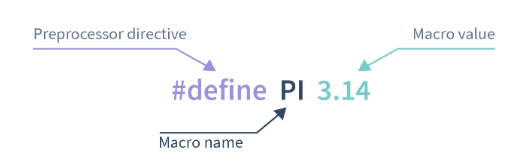 Preprocessor directive
Macro value
#define PI 3.14
Macro name